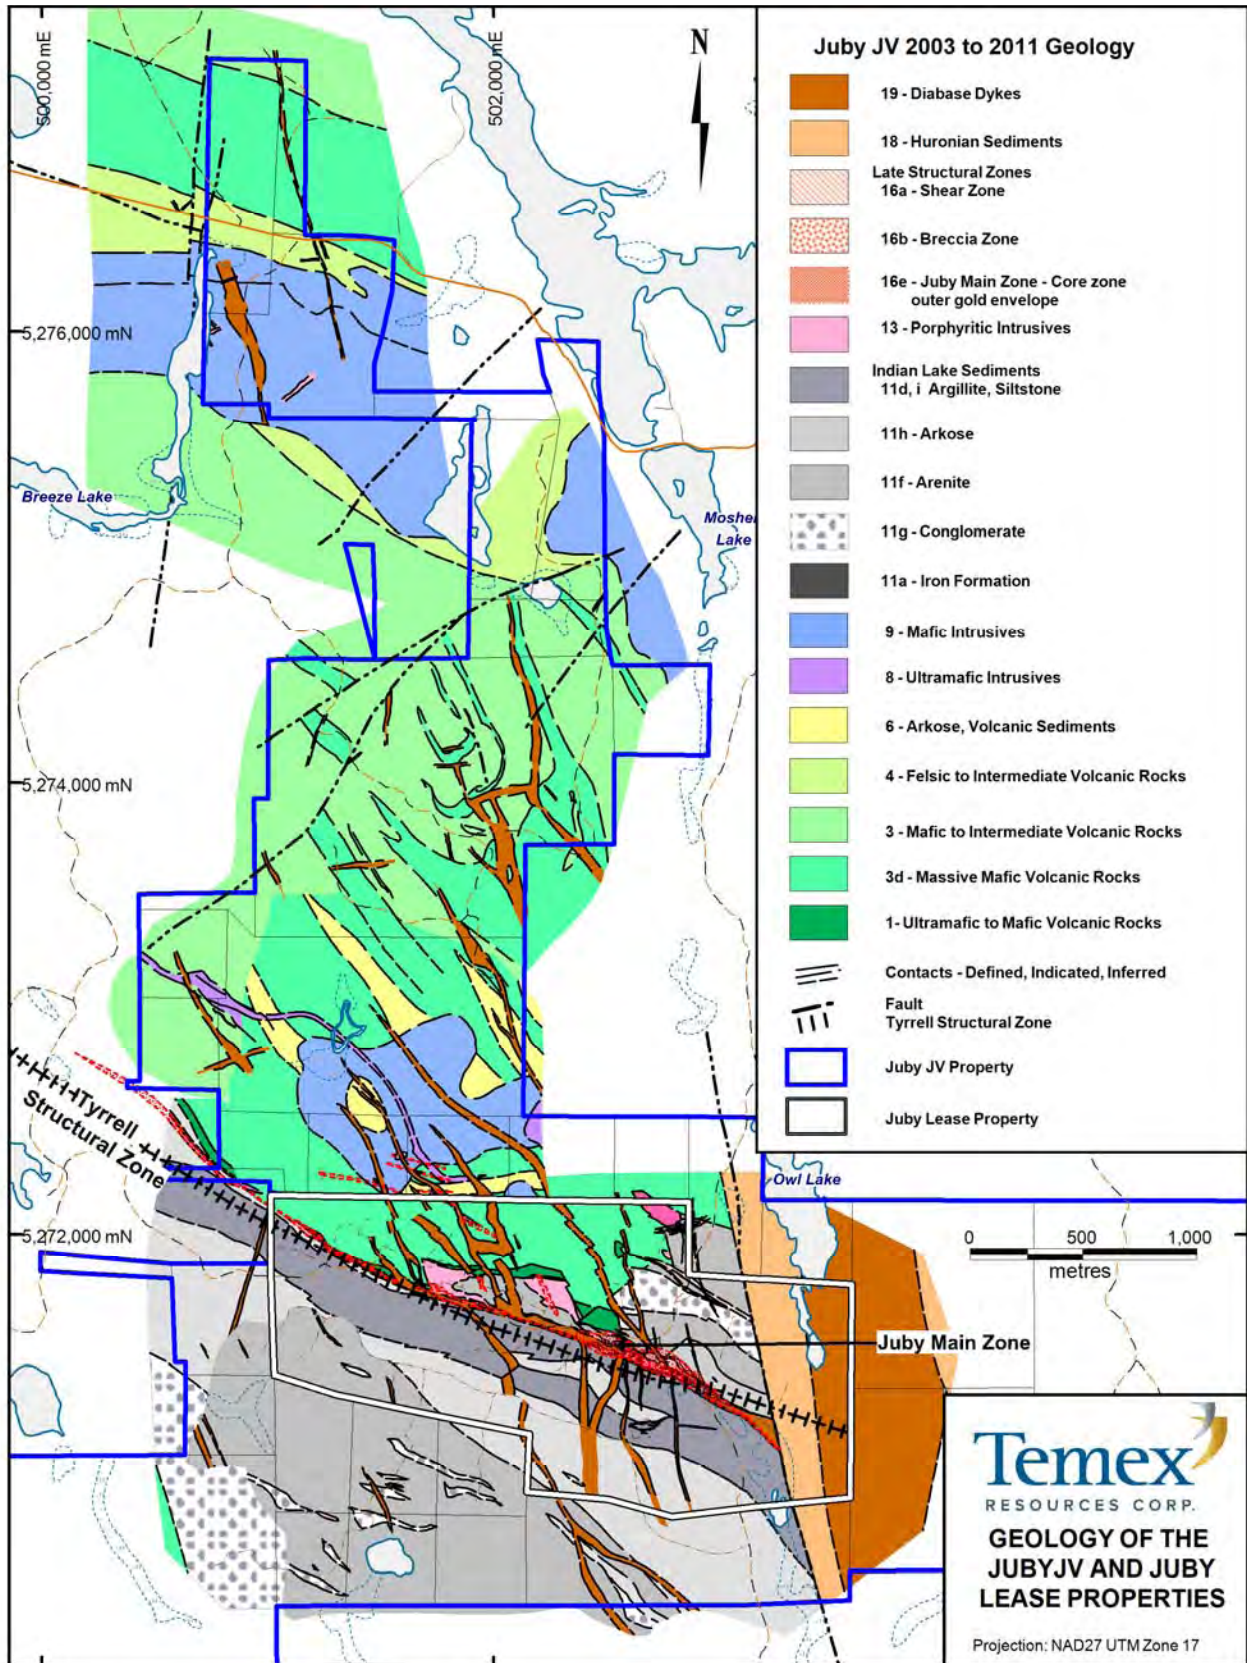 500,000 mE
502,000 mE
N
5,276,000 mN
Breeze Lake
Mosher
Lake
5,274,000 mN
Tyrrell
Structural Zone
Owl Lake
5,272,000 mN
0 500 1,000
metres
Juby Main Zone
Juby JV 2003 to 2011 Geology
19 - Diabase Dykes
18 - Huronian Sediments
Late Structural Zones
16a - Shear Zone
16b - Breccia Zone
16e - Juby Main Zone - Core zone
outer gold envelope
13 - Porphyritic Intrusives
Indian Lake Sediments
11d, i Argillite, Siltstone
11h - Arkose
11f - Arenite
11g - Conglomerate
11a - Iron Formation
9 - Mafic Intrusives
8 - Ultramafic Intrusives
6 - Arkose, Volcanic Sediments
4 - Felsic to Intermediate Volcanic Rocks
3 - Mafic to Intermediate Volcanic Rocks
3d - Massive Mafic Volcanic Rocks
1- Ultramafic to Mafic Volcanic Rocks
Contacts - Defined, Indicated, Inferred
Fault
Tyrrell Structural Zone
Juby JV Property
Juby Lease Property
Temex
RESOURCES CORP.
GEOLOGY OF THE
JUBYJV AND JUBY
LEASE PROPERTIES
Projection: NAD27 UTM Zone 17